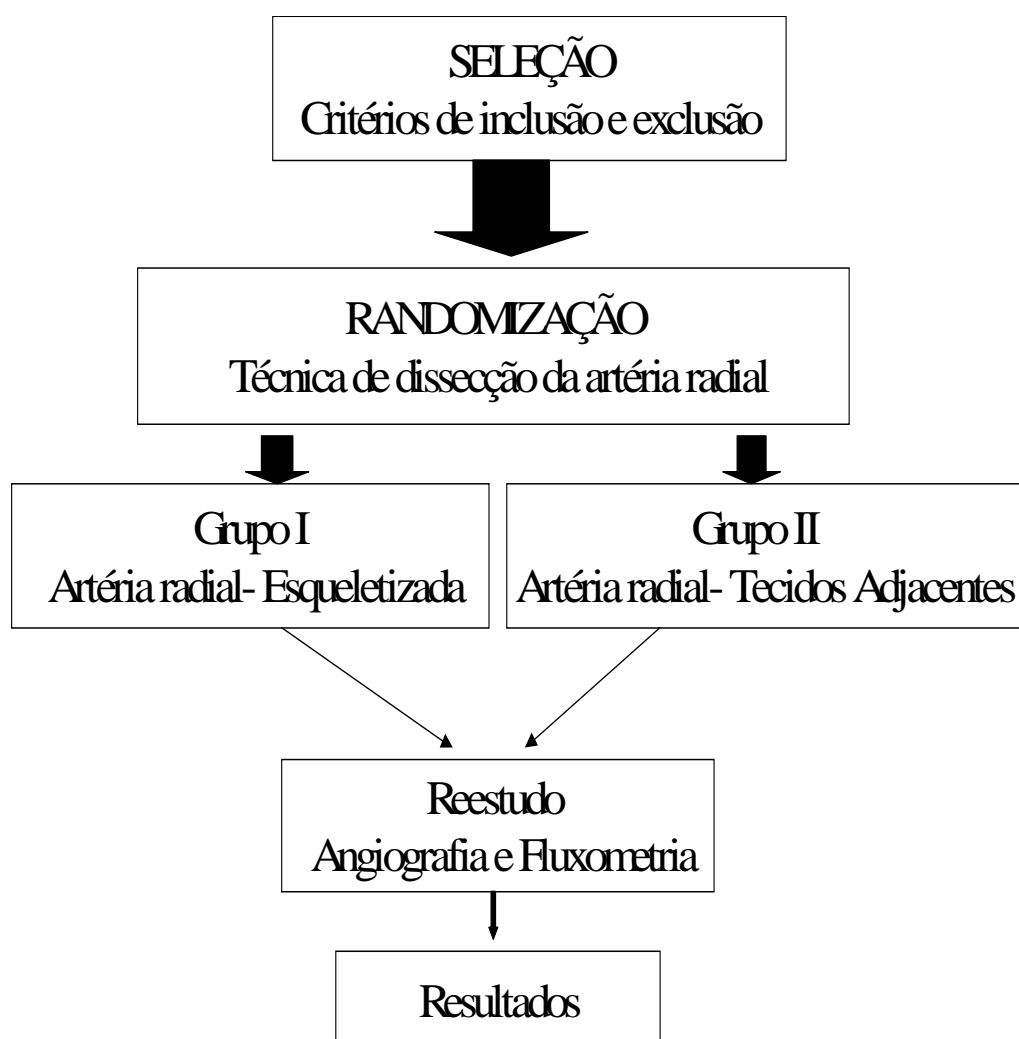 SELEÇÃO
Critérios de inclusão e exclusão
RANDOMIZAÇÃO
Técnica de dissecção da artéria radial
Grupo I
Artéria radial- Esqueletizada
Grupo II
Artéria radial- Tecidos Adjacentes
Reestudo
Angiografia e Fluxometria
Resultados